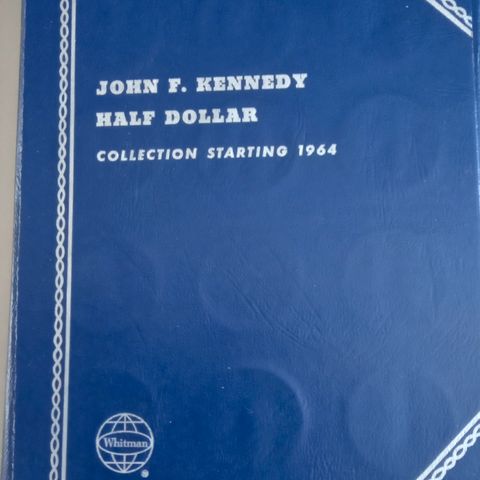 JOHN F. KENNEDY
HALF DOLLAR
COLLECTION STARTING 1964
Whitman
®